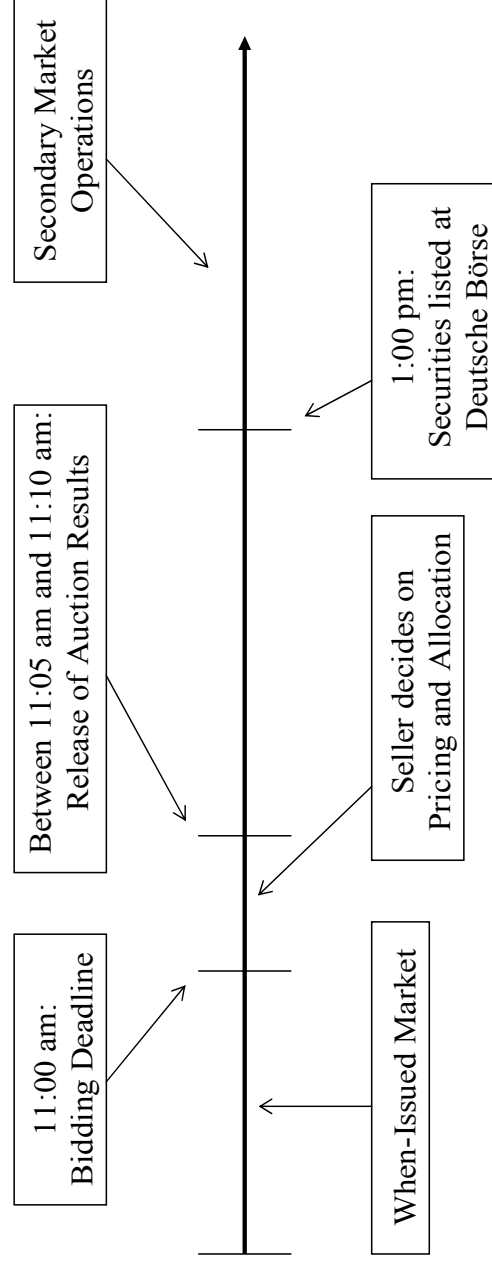 11:00 am:
Bidding Deadline
Between 11:05 am and 11:10 am:
Release of Auction Results
Secondary Market
Operations
When-Issued Market
Seller decides on
Pricing and Allocation
1:00 pm:
Securities listed at
Deutsche Börse